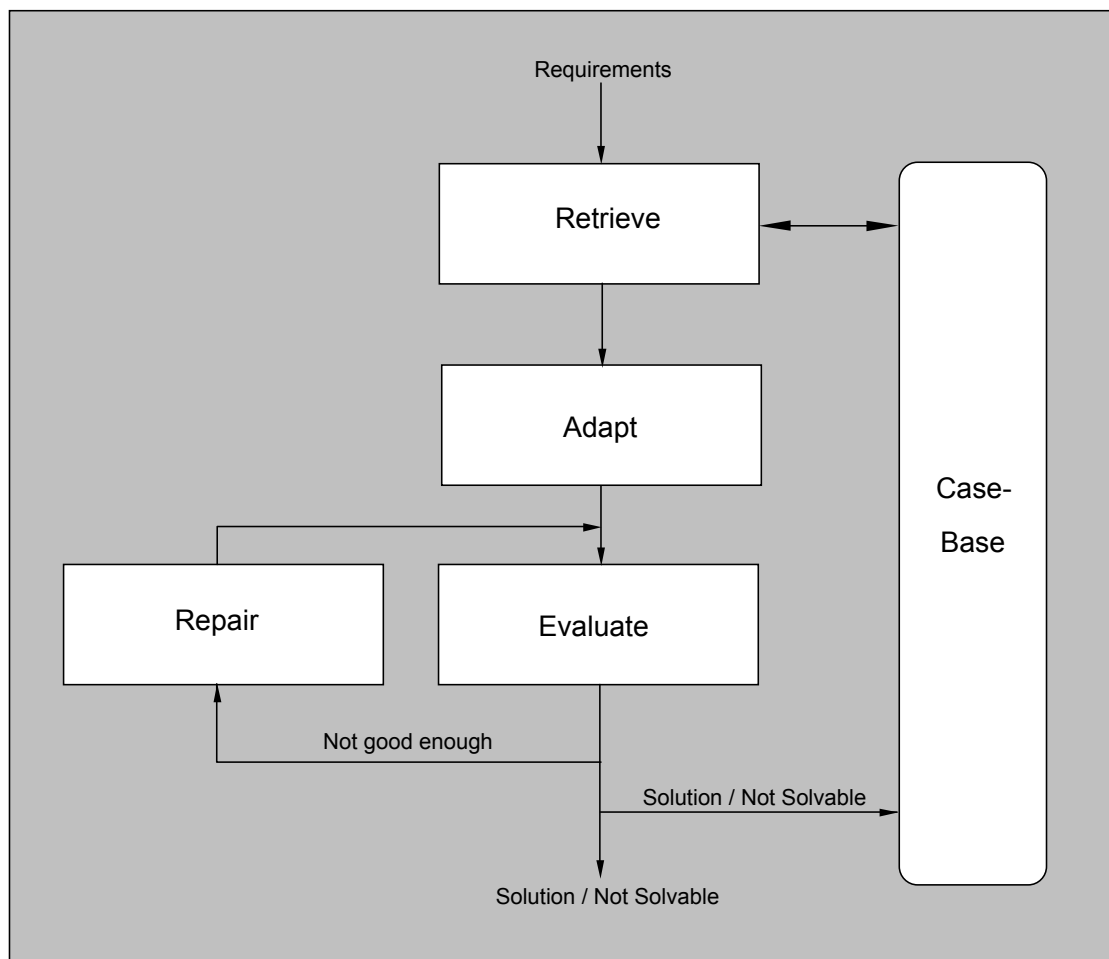 Requirements
Retrieve
Adapt
Case-
Base
Repair
Evaluate
Not good enough
Solution / Not Solvable
Solution / Not Solvable